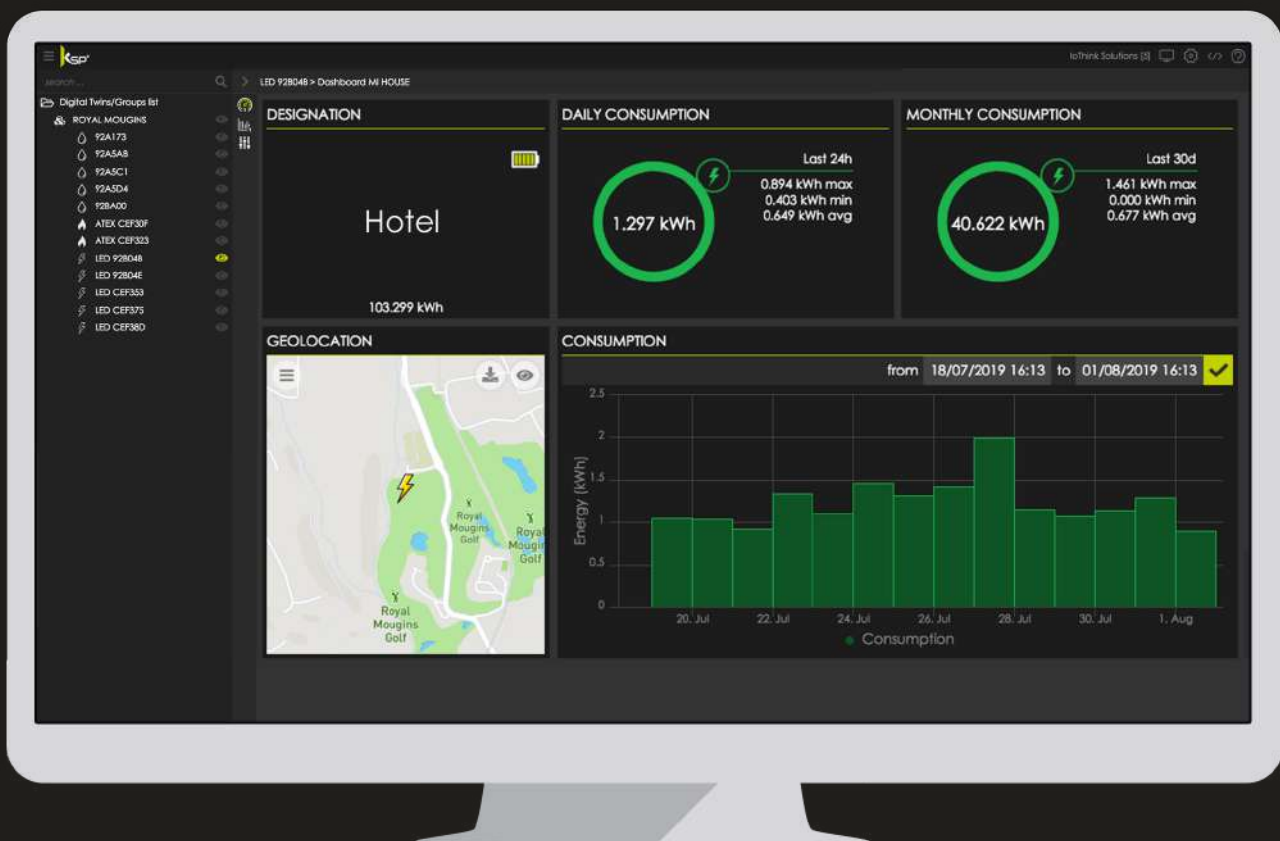 Ksp
IoThink Solutions [3]
search ...
LED 92B04B > Dashboard MI HOUSE
Digital Twins/Groups list
ROYAL MOUGINS
92A173
92A5AB
92A5C1
92A5D4
92BA00
ATEX CEF30F
ATEX CEF323
LED 92B04B
LED 92B04E
LED CEF353
LED CEF375
LED CEF38D
DESIGNATION
Hotel
103.299 kWh
DAILY CONSUMPTION
1.297 kWh
Last 24h
0.894 kWh max
0.403 kWh min
0.649 kWh avg
MONTHLY CONSUMPTION
40.622 kWh
Last 30d
1.461 kWh max
0.000 kWh min
0.677 kWh avg
GEOLOCATION
Royal
Mougins
Golf
Royal
Mougin
Golf
Royal
Mougins
Golf
CONSUMPTION
from 18/07/2019 16:13 to 01/08/2019 16:13
Energy (kWh)
2.5
2
1.5
1
0.5
0
20. Jul
22. Jul
24. Jul
26. Jul
28. Jul
30. Jul
1. Aug
Consumption